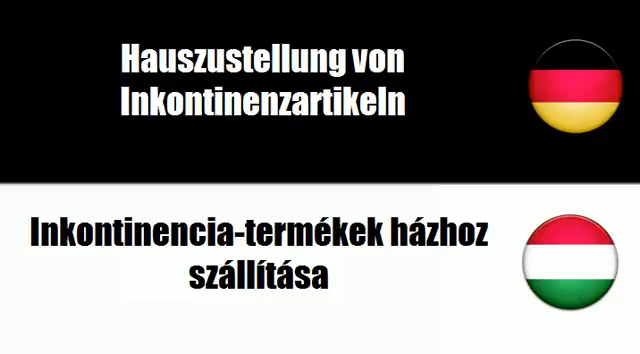 Hauszustellung von
Inkontinenzartikeln
Inkontinencia-termékek házhoz
szállítása